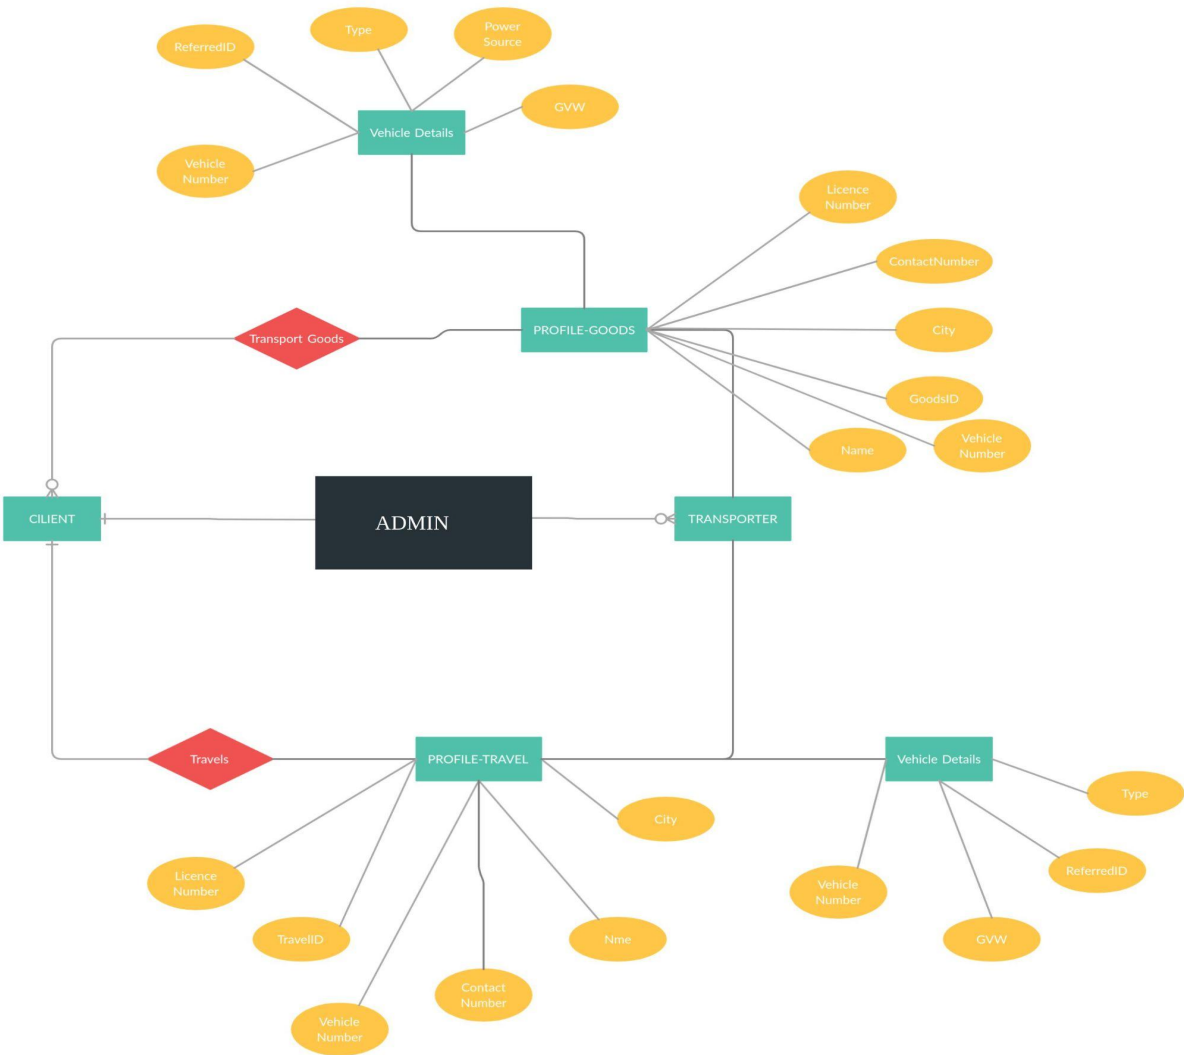 ReferredID
Type
Power
Source
GVW
Vehicle Details
Vehicle
Number
Licence
Number
ContactNumber
PROFILE-GOODS
City
Transport Goods
GoodsID
Vehicle
Number
Name
CILIENT
ADMIN
TRANSPORTER
Travels
PROFILE-TRAVEL
Vehicle Details
Type
City
ReferredID
Licence
Number
Vehicle
Number
TravelID
Nme
GVW
Contact
Number
Vehicle
Number